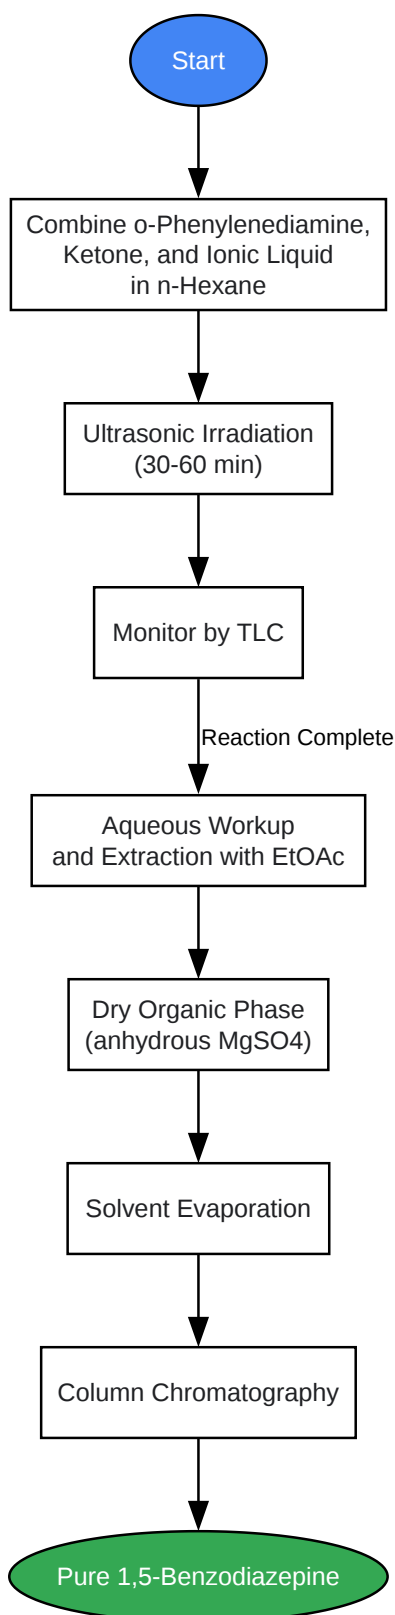 Start
Combine o-Phenylenediamine,
Ketone, and Ionic Liquid
in n-Hexane
Ultrasonic Irradiation
(30-60 min)
Monitor by TLC
Reaction Complete
Aqueous Workup
and Extraction with EtOAc
Dry Organic Phase
(anhydrous MgSO4)
Solvent Evaporation
Column Chromatography
Pure 1,5-Benzodiazepine